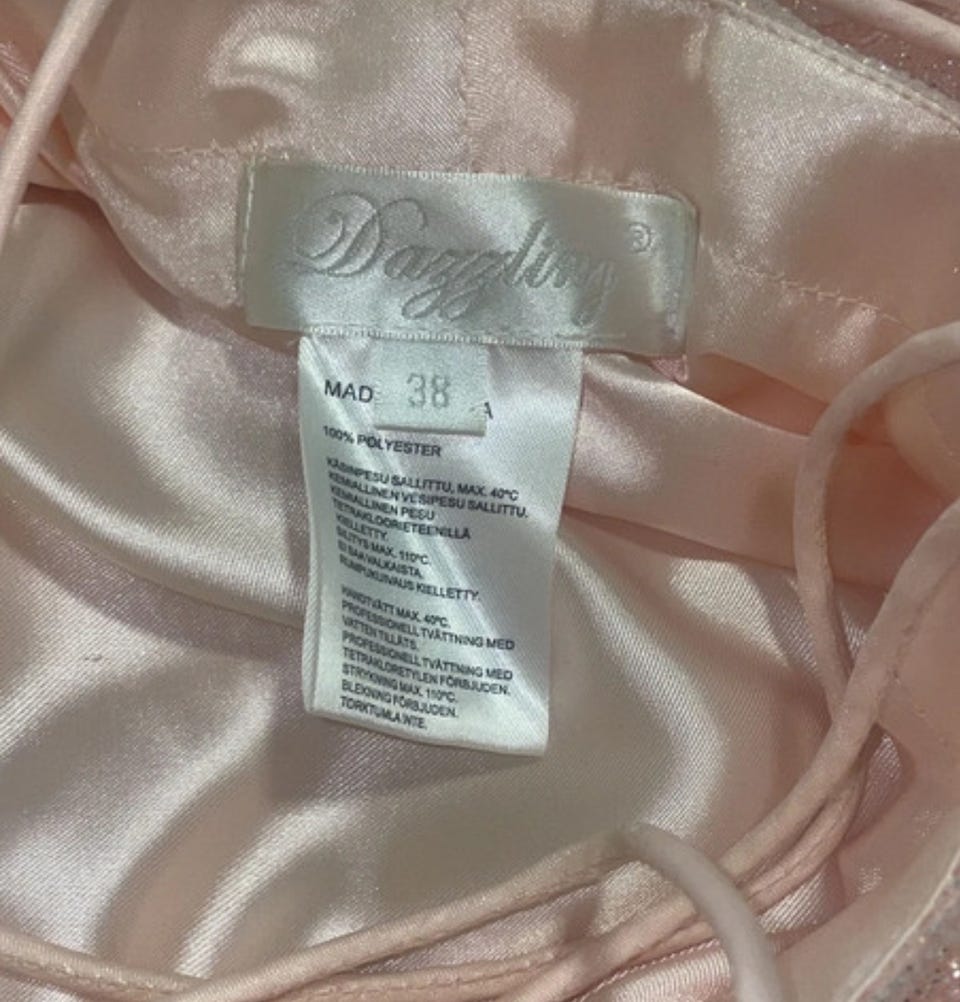 Dazzling®
38
MAD A
100% POLYESTER
KÄSINPESU SALLITTU, MAX. 40°C
KEMIALLINEN VESIPESU SALLITTU.
KEMIALLINEN PESU
TETRAKLOORIETEENILLÄ
KIELLETTY.
SILITYS MAX. 110°C.
EI SAA VALKAISTA.
RUMPUKUIVAUS KIELLETTY.
HANDTVÄTT MAX. 40°C.
PROFESSIONELL TVÄTTNING MED
VATTEN TILLÅTS.
PROFESSIONELL TVÄTTNING MED
TETRAKLORETYLEN FÖRBJUDEN.
STRYKNING MAX. 110°C.
BLEKNING FÖRBJUDEN.
TORKTUMLA INTE.